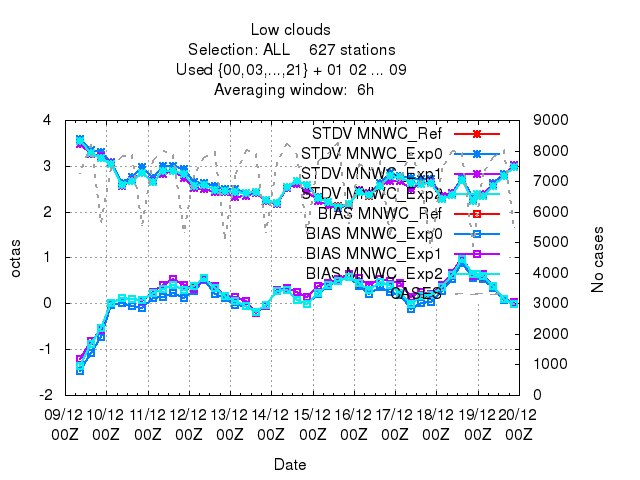 Low clouds
Selection: ALL 627 stations
Used {00,03,...,21} + 01 02 ... 09
Averaging window: 6h
4 9000
STDV MNWC_Ref
8000
STDV MNWC_Exp0
3 7000
STDV MNWC_Exp1
STDV MNWC_Exp2
2 6000
BIAS MNWC_Ref
BIAS MNWC_Exp0
5000
BIAS MNWC_Exp1
1 4000
BIAS MNWC_Exp2
CASES
0 3000
2000
-1 1000
-2 0
octas
No cases
09/12 10/12 11/12 12/12 13/12 14/12 15/12 16/12 17/12 18/12 19/12 20/12
00Z 00Z 00Z 00Z 00Z 00Z 00Z 00Z 00Z 00Z 00Z 00Z
Date